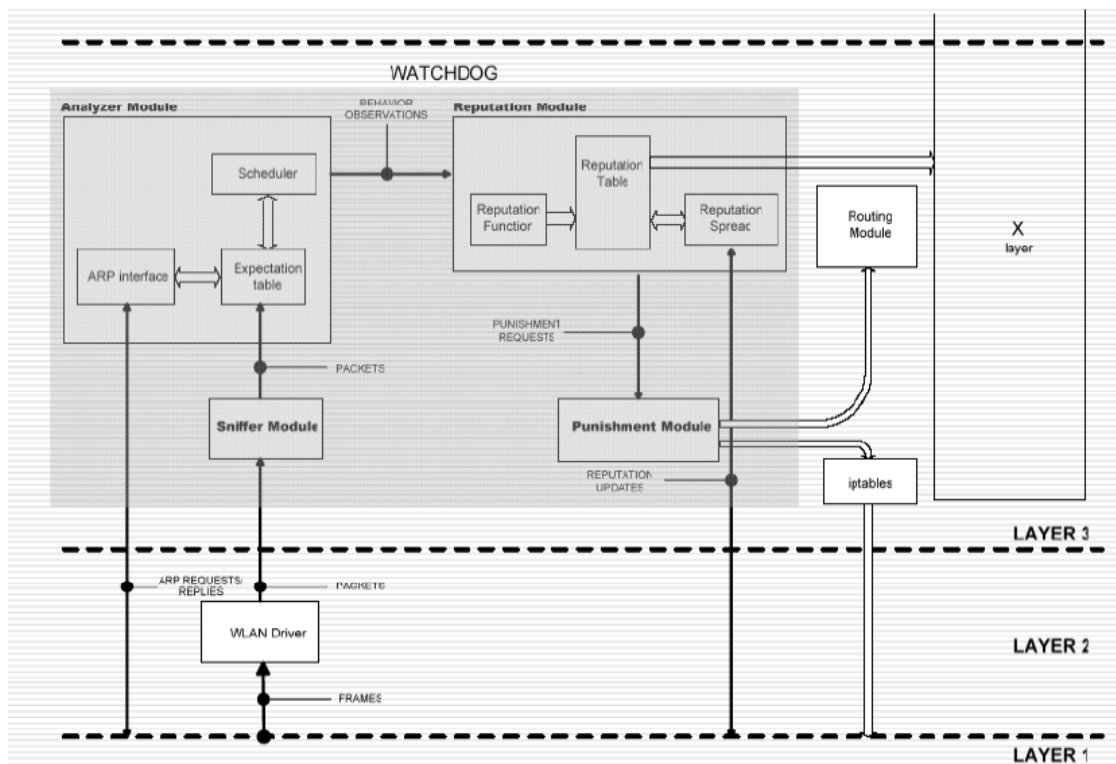 WATCHDOG
Analyzer Module
BEHAVIOR
OBSERVATIONS
Reputation Module
Scheduler
Reputation
Table
Reputation
Function
Reputation
Spread
Routing
Module
X
layer
ARP interface
Expectation
table
PUNISHMENT
REQUESTS
PACKETS
Sniffer Module
Punishment Module
REPUTATION
UPDATES
iptables
LAYER 3
ARP REQUESTS/
REPLIES
PACKETS
WLAN Driver
LAYER 2
FRAMES
LAYER 1